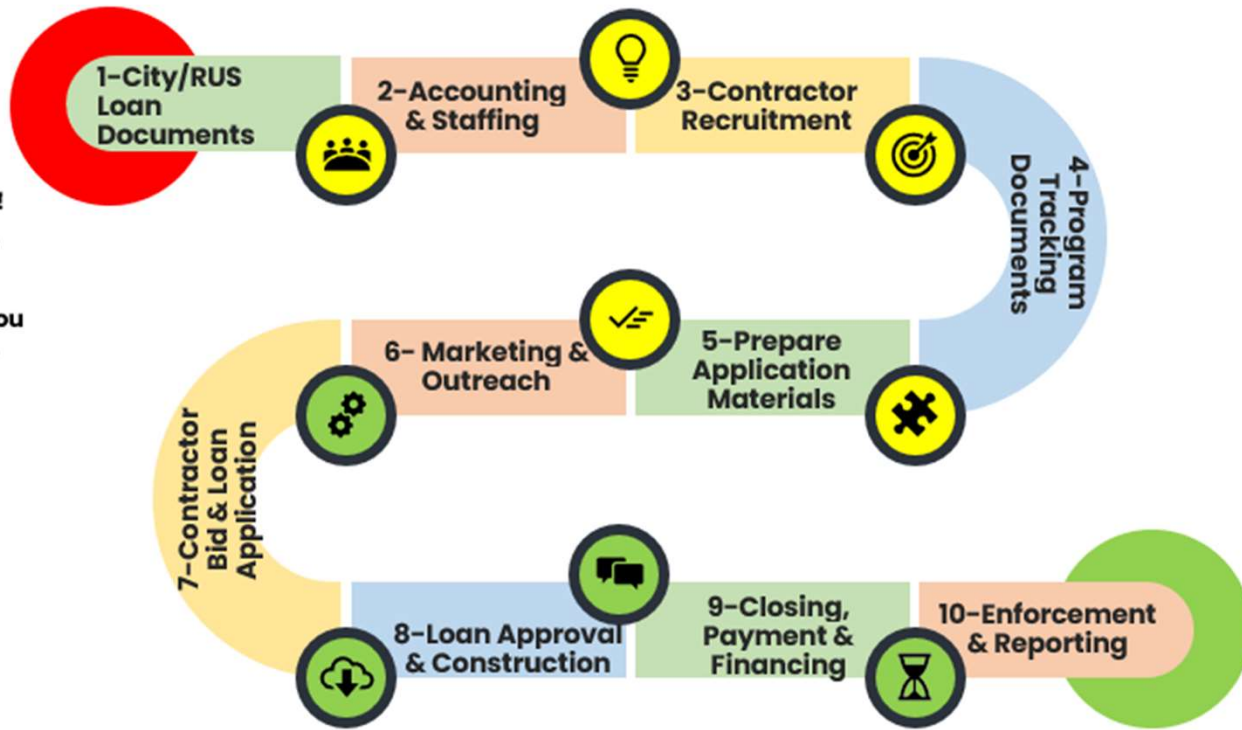 1-City/RUS
Loan
Documents
2-Accounting
& Staffing
3-Contractor
Recruitment
4-Program
Tracking
Documents
!
ou
5-Prepare
Application
Materials
6- Marketing &
Outreach
7-Contractor
Bid & Loan
Application
8-Loan Approval
& Construction
9-Closing,
Payment &
Financing
10-Enforcement
& Reporting